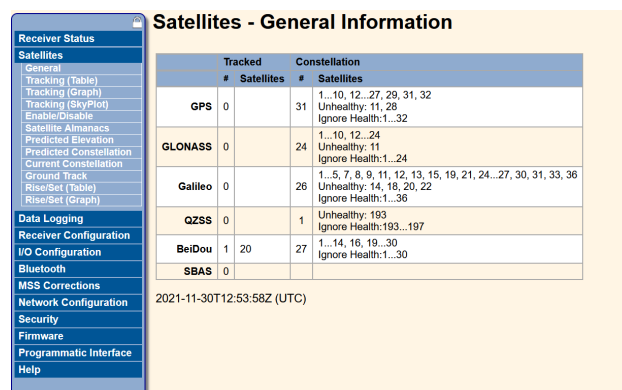 Satellites - General Information
Receiver Status
Satellites
General
Tracking (Table)
Tracking (Graph)
Tracking (SkyPlot)
Enable/Disable
Satellite Almanacs
Predicted Elevation
Predicted Constellation
Current Constellation
Ground Track
Rise/Set (Table)
Rise/Set (Graph)
Data Logging
Receiver Configuration
I/O Configuration
Bluetooth
MSS Corrections
Network Configuration
Security
Firmware
Programmatic Interface
Help
Tracked Constellation
# Satellites # Satellites
GPS 0 31 1...10, 12...27, 29, 31, 32
Unhealthy: 11, 28
Ignore Health:1...32
GLONASS 0 24 1...10, 12...24
Unhealthy: 11
Ignore Health:1...24
Galileo 0 26 1...5, 7, 8, 9, 11, 12, 13, 15, 19, 21, 24...27, 30, 31, 33, 36
Unhealthy: 14, 18, 20, 22
Ignore Health:1...36
QZSS 0 1 Unhealthy: 193
Ignore Health:193...197
BeiDou 1 20 27 1...14, 16, 19...30
Ignore Health:1...30
SBAS 0
2021-11-30T12:53:58Z (UTC)